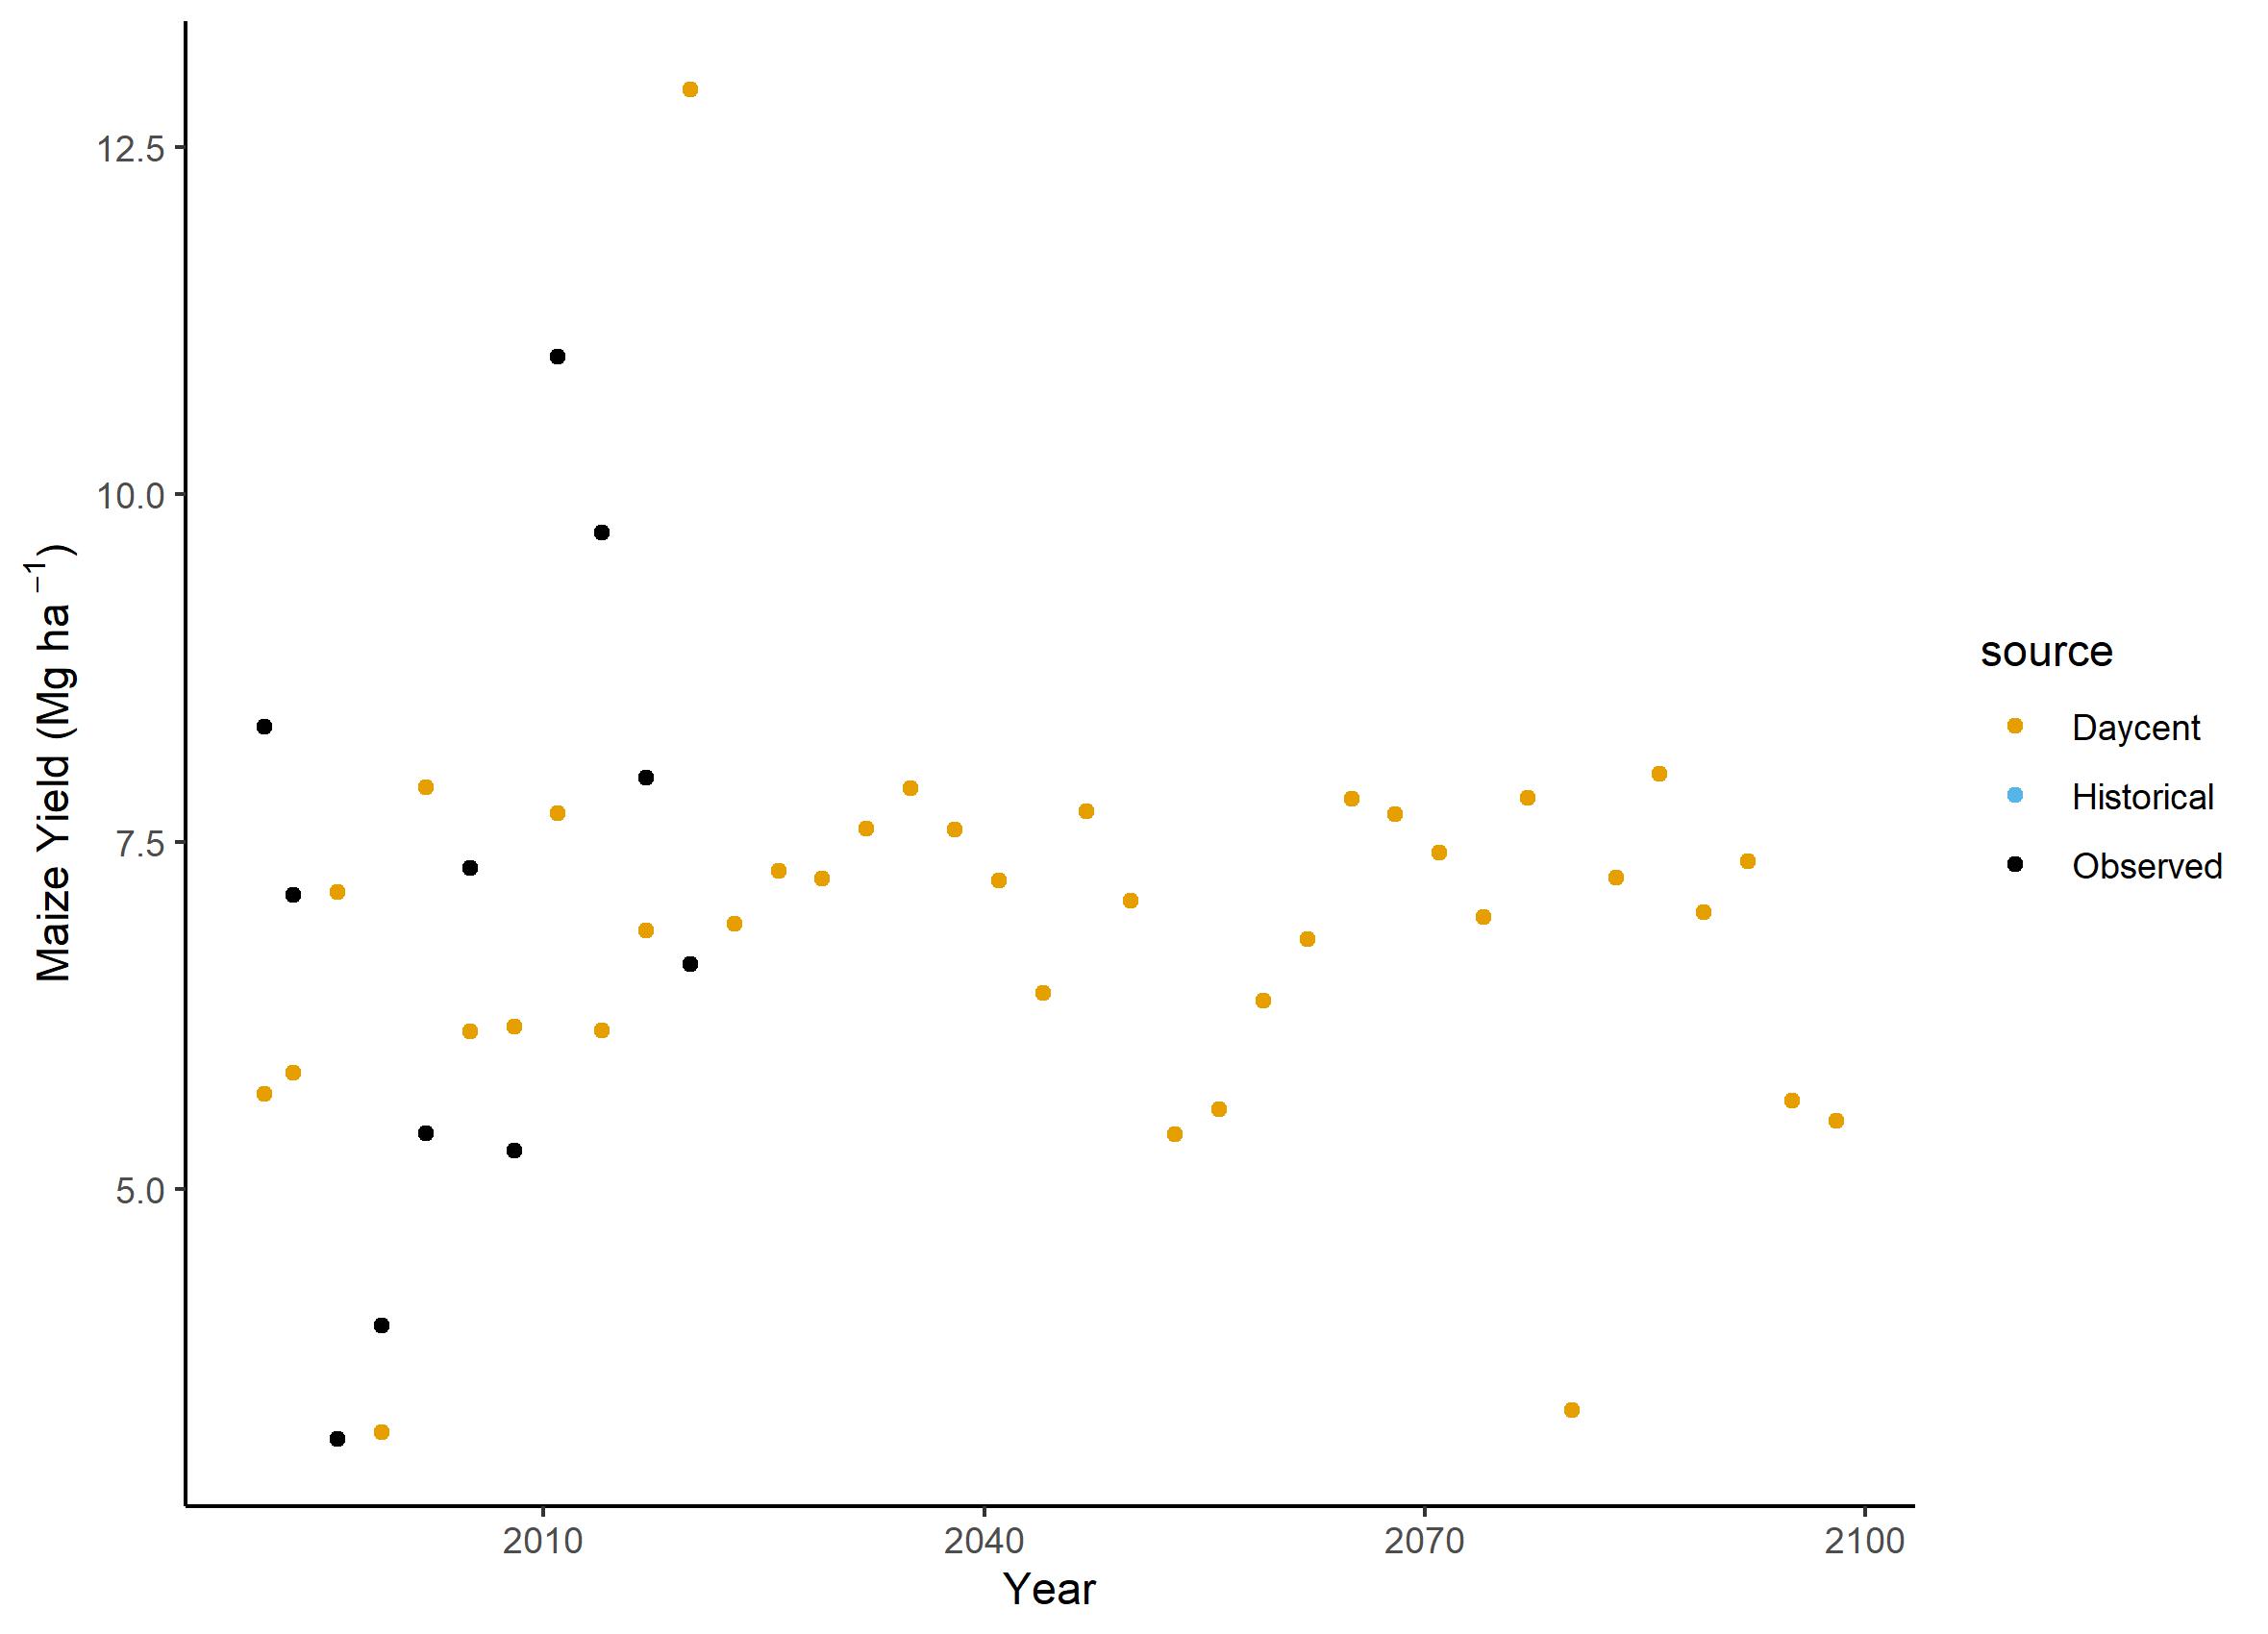 12.5
10.0
7.5
5.0
Maize Yield (Mg ha⁻¹)
2010 2040 2070 2100
Year
source
Daycent
Historical
Observed